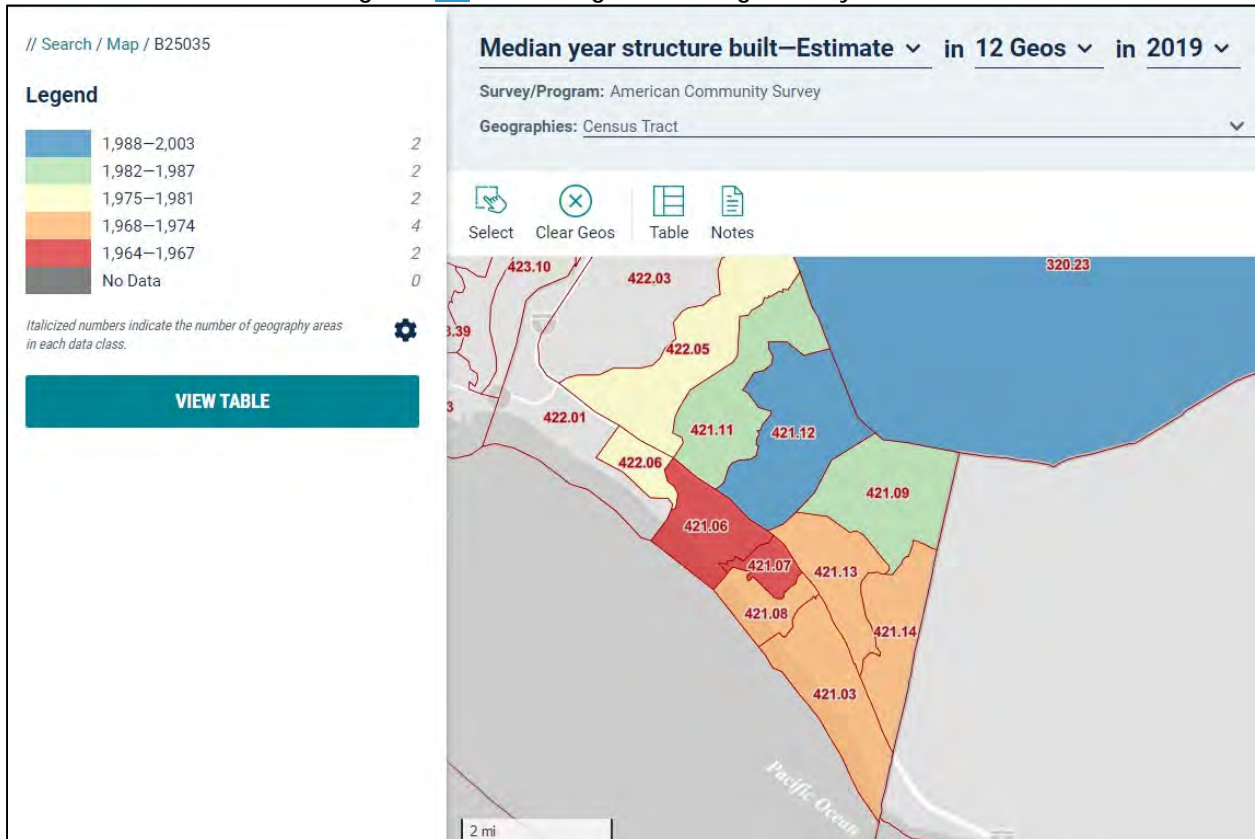 // Search / Map / B25035
Legend
1,988–2,003 2
1,982–1,987 2
1,975–1,981 2
1,968–1,974 4
1,964–1,967 2
No Data 0
Italicized numbers indicate the number of geography areas
in each data class.
VIEW TABLE
Median year structure built—Estimate in 12 Geos in 2019
Survey/Program: American Community Survey
Geographies: Census Tract
Select Clear Geos Table Notes
423.10
422.03
320.23
3.39
422.05
3
422.01
421.11
421.12
422.06
421.09
421.06
421.07
421.13
421.08
421.14
421.03
Pacific Ocean
2 mi